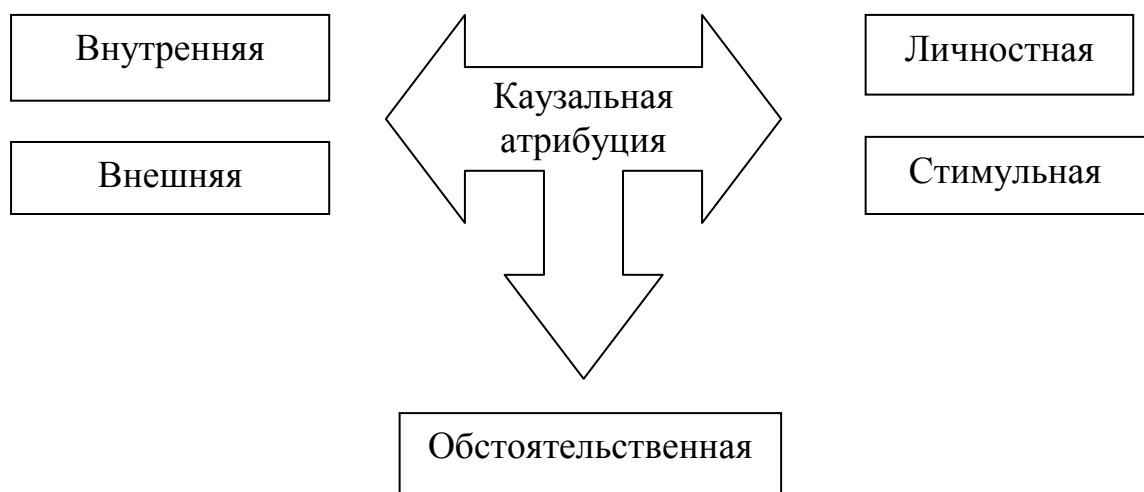 Внутренняя
Внешняя
Каузальная
атрибуция
Личностная
Стимульная
Обстоятельственная